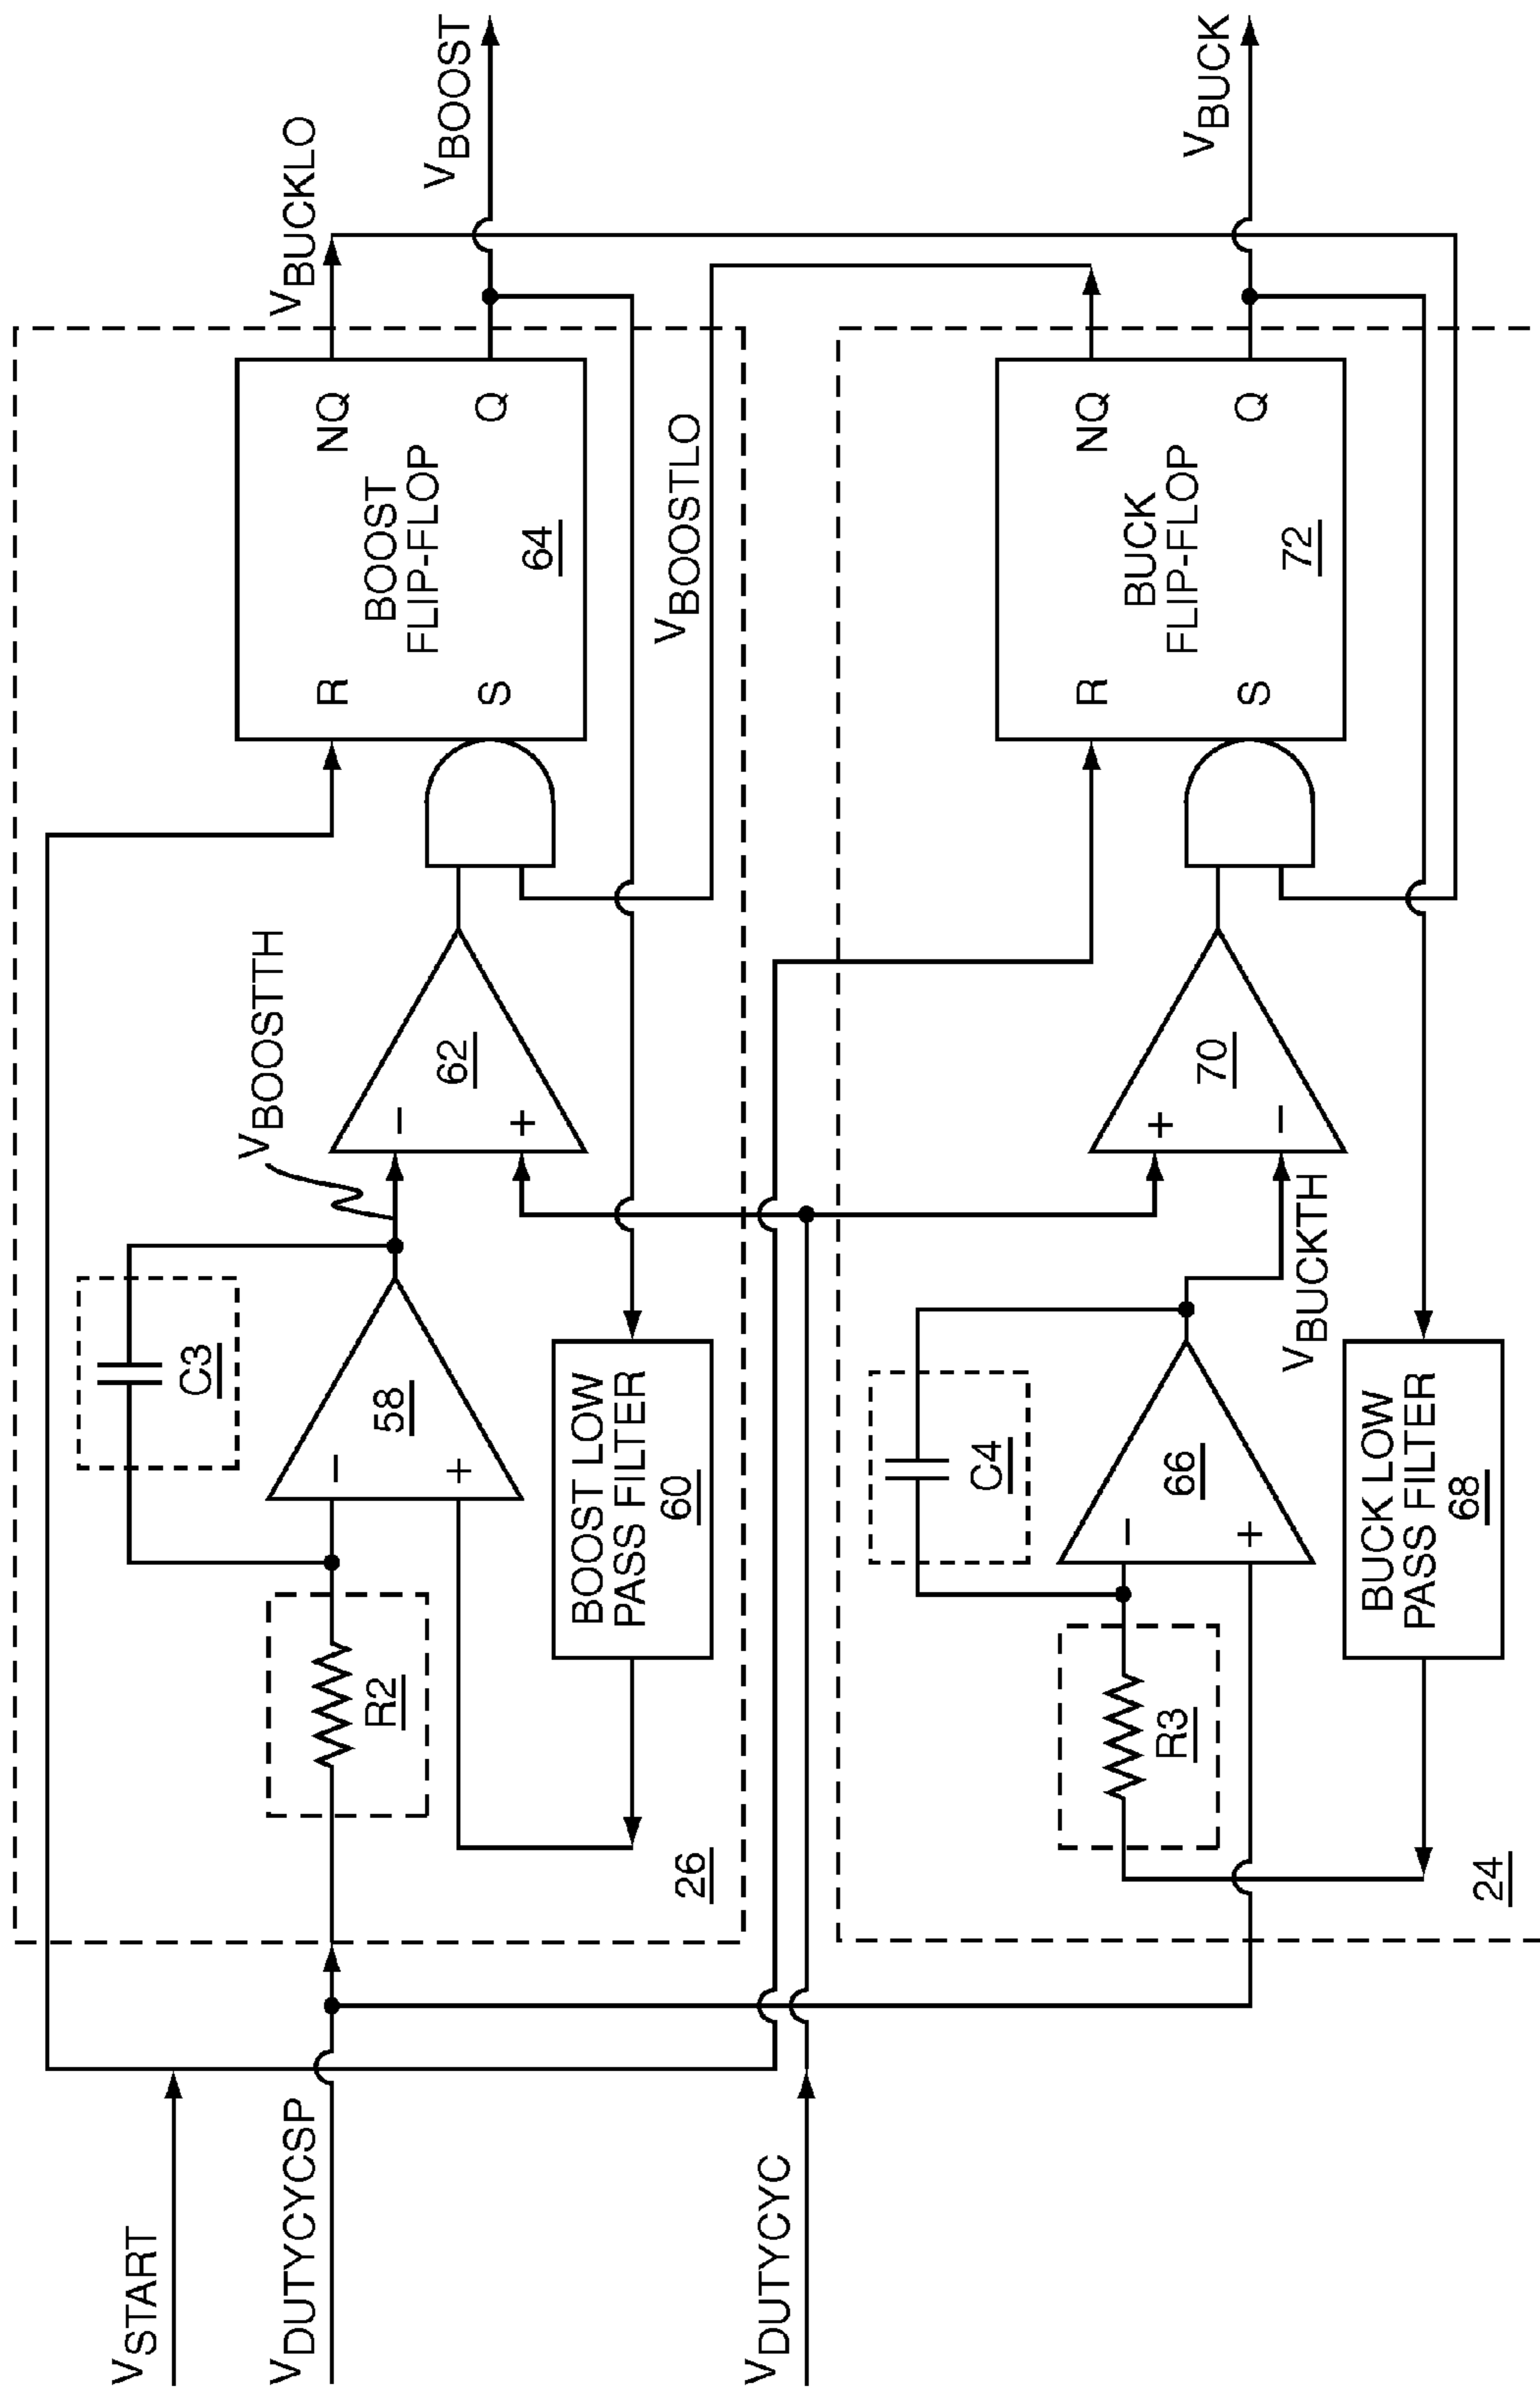 VSTART
VDUTYCYCSP
VDUTYCYC
R2
C3
−
+
58
VBOOSTTH
−
+
62
BOOST LOW
PASS FILTER
60
26
R
S
NQ
Q
BOOST
FLIP-FLOP
64
VBUCKLO
VBOOST
VBOOSTLO
R3
C4
−
+
66
VBUCKTH
+
−
70
BUCK LOW
PASS FILTER
68
24
R
S
NQ
Q
BUCK
FLIP-FLOP
72
VBUCK